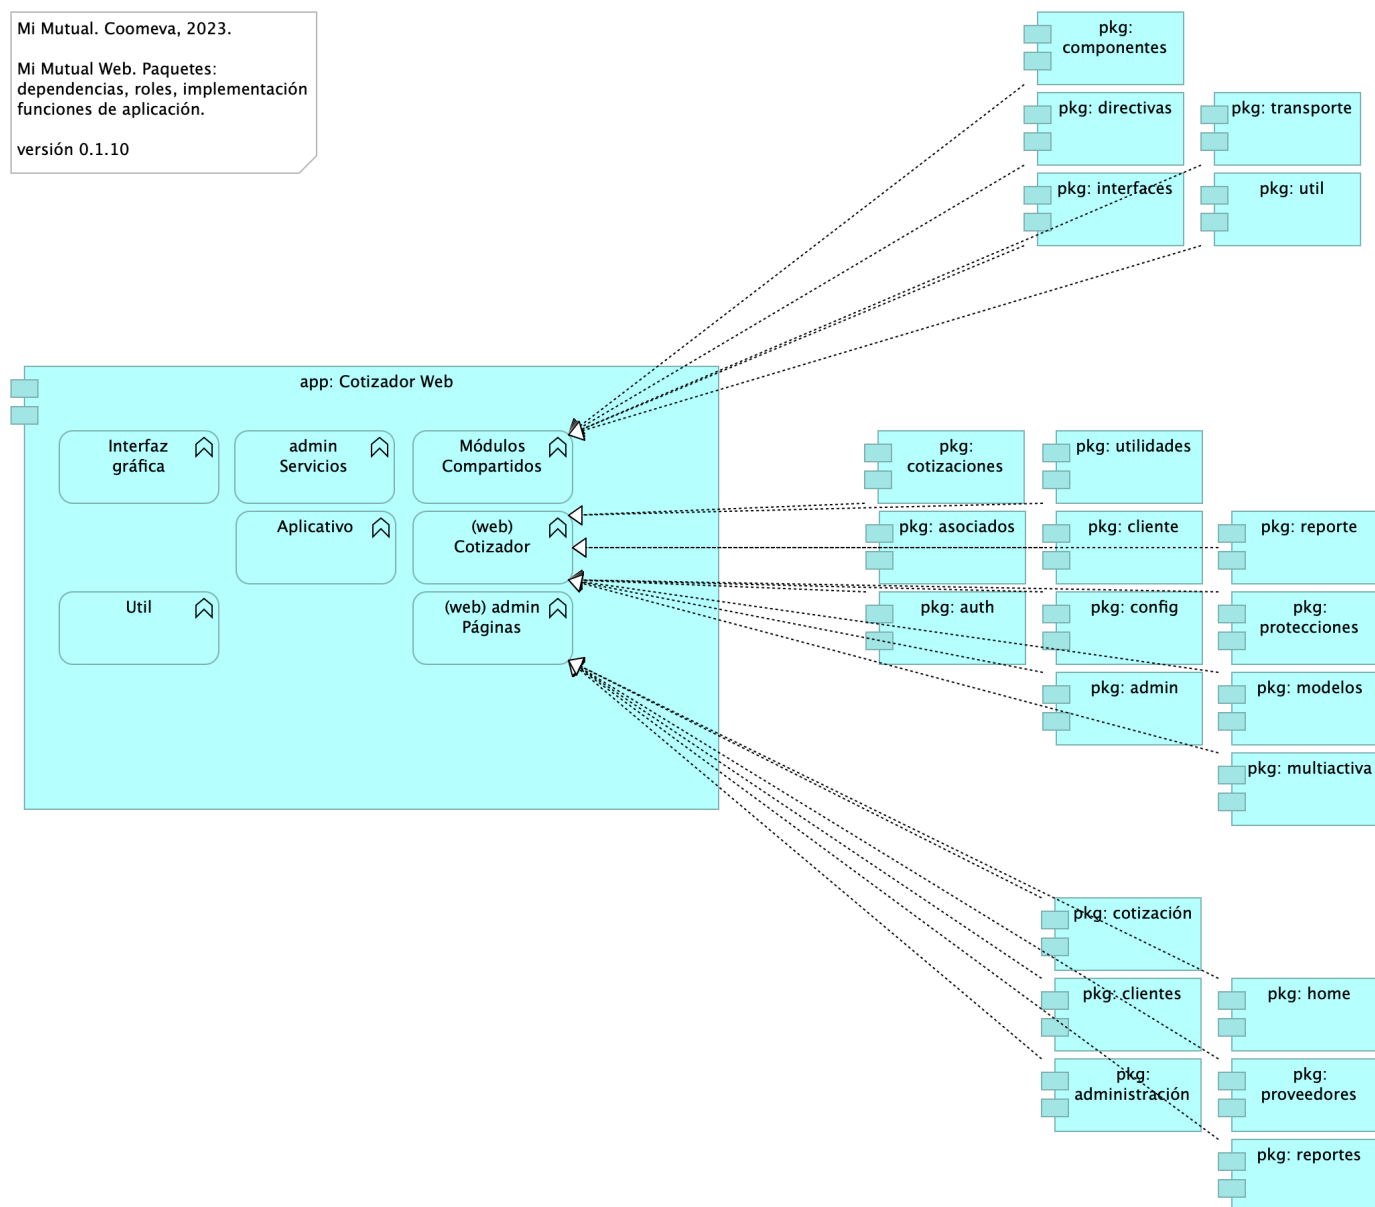 Mi Mutual. Coomeva, 2023.
Mi Mutual Web. Paquetes:
dependencias, roles, implementación
funciones de aplicación.
versión 0.1.10
pkg:
componentes
pkg: directivas
pkg: transporte
pkg: interfaces
pkg: util
app: Cotizador Web
Interfaz
gráfica
admin
Servicios
Módulos
Compartidos
Aplicativo
(web)
Cotizador
Util
(web) admin
Páginas
pkg:
cotizaciones
pkg: utilidades
pkg: asociados
pkg: cliente
pkg: reporte
pkg: auth
pkg: config
pkg:
protecciones
pkg: admin
pkg: modelos
pkg: multiactiva
pkg: cotización
pkg: clientes
pkg: home
pkg:
administración
pkg:
proveedores
pkg: reportes